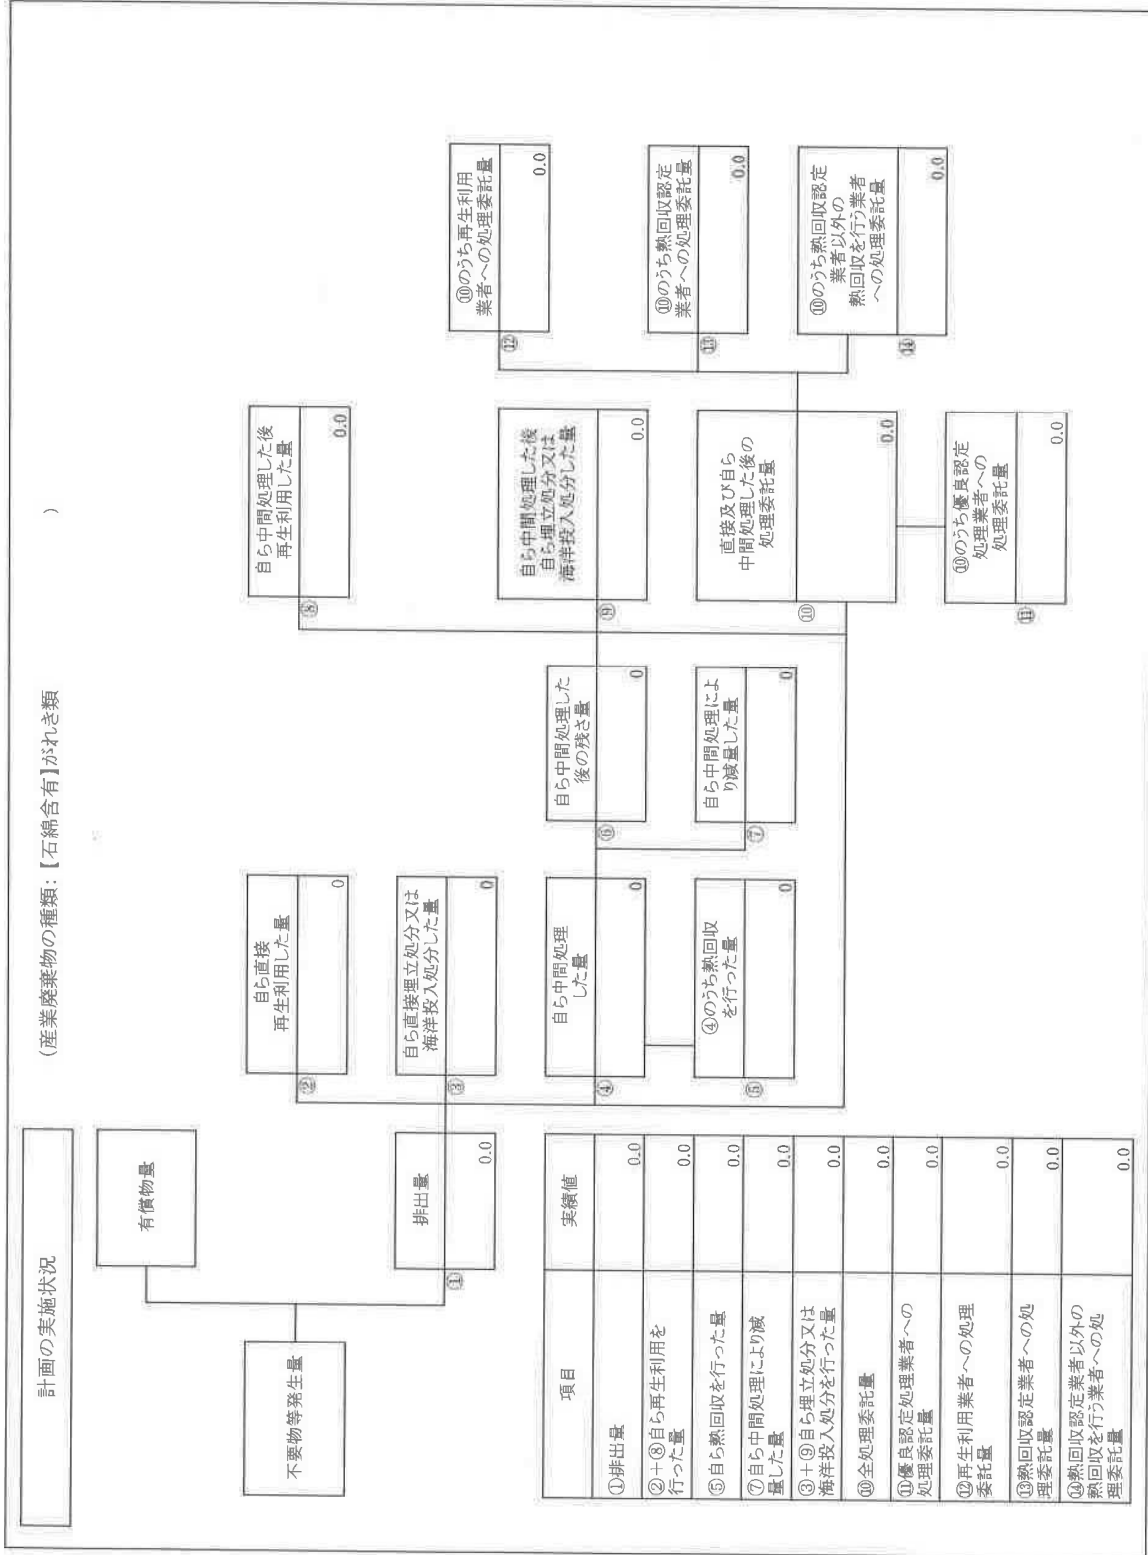 計画の実施状況
（産業廃棄物の種類：【石綿含有】がれき類　　　）
不要物等発生量
有償物量
①
排出量
0.0
②
自ら直接
再生利用した量
0
③
自ら直接埋立処分又は
海洋投入処分した量
0
④
自ら中間処理
した量
0
⑤
④のうち熱回収
を行った量
0
⑥
自ら中間処理した
後の残さ量
0
⑦
自ら中間処理によ
り減量した量
0
⑧
自ら中間処理した後
再生利用した量
0.0
⑨
自ら中間処理した後
自ら埋立処分又は
海洋投入処分した量
0.0
⑩
直接及び自ら
中間処理した後の
処理委託量
0.0
⑪
⑩のうち優良認定
処理業者への
処理委託量
0.0
⑫
⑩のうち再生利用
業者への処理委託量
0.0
⑬
⑩のうち熱回収認定
業者への処理委託量
0.0
⑭
⑩のうち熱回収認定
業者以外の
熱回収を行う業者
への処理委託量
0.0
項目 実績値
①排出量 0.0
②＋⑧自ら再生利用を
行った量 0.0
⑤自ら熱回収を行った量 0.0
⑦自ら中間処理により減
量した量 0.0
③＋⑨自ら埋立処分又は
海洋投入処分を行った量 0.0
⑩全処理委託量 0.0
⑪優良認定処理業者への
処理委託量 0.0
⑫再生利用業者への処理
委託量 0.0
⑬熱回収認定業者への処
理委託量 0.0
⑭熱回収認定業者以外の
熱回収を行う業者への処
理委託量 0.0